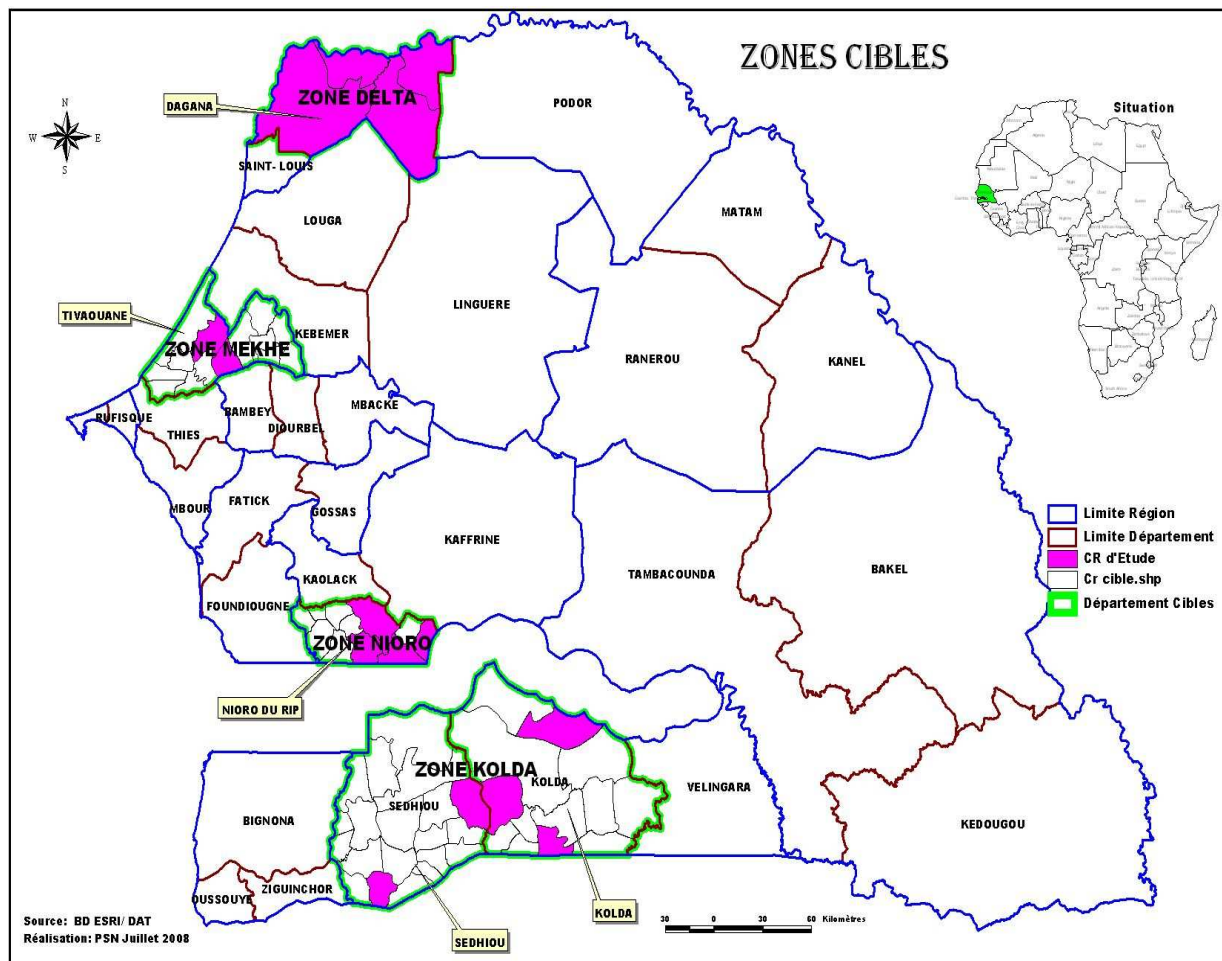 ZONES CIBLES
PODOR
ZONE DELTA
DAGANA
N
W E
S
Situation
SAINT- LOUIS
LOUGA
MATAM
TIVAOUANE
LINGUERE
KEBEMER
ZONE MEKHE
RANEROU
KANEL
MBACKE
RUFISQUE
BAMBEY
DIOURBEL
THIES
MBOUR
FATICK
GOSSAS
KAFFRINE
TAMBACOUNDA
BAKEL
Limite Région
Limite Département
CR d'Etude
Cr cible.shp
Département Cibles
KAOLACK
FOUNDIOUGNE
ZONE NIORO
NIORO DU RIP
ZONE KOLDA
KOLDA
SEDHIOU
VELINGARA
BIGNONA
KEDOUGOU
ZIGUINCHOR
OUSSOUYE
KOLDA
SEDHIOU
30 0 30 60 Kilomètres
Source: BD ESRI/ DAT
Réalisation: PSN Juillet 2008